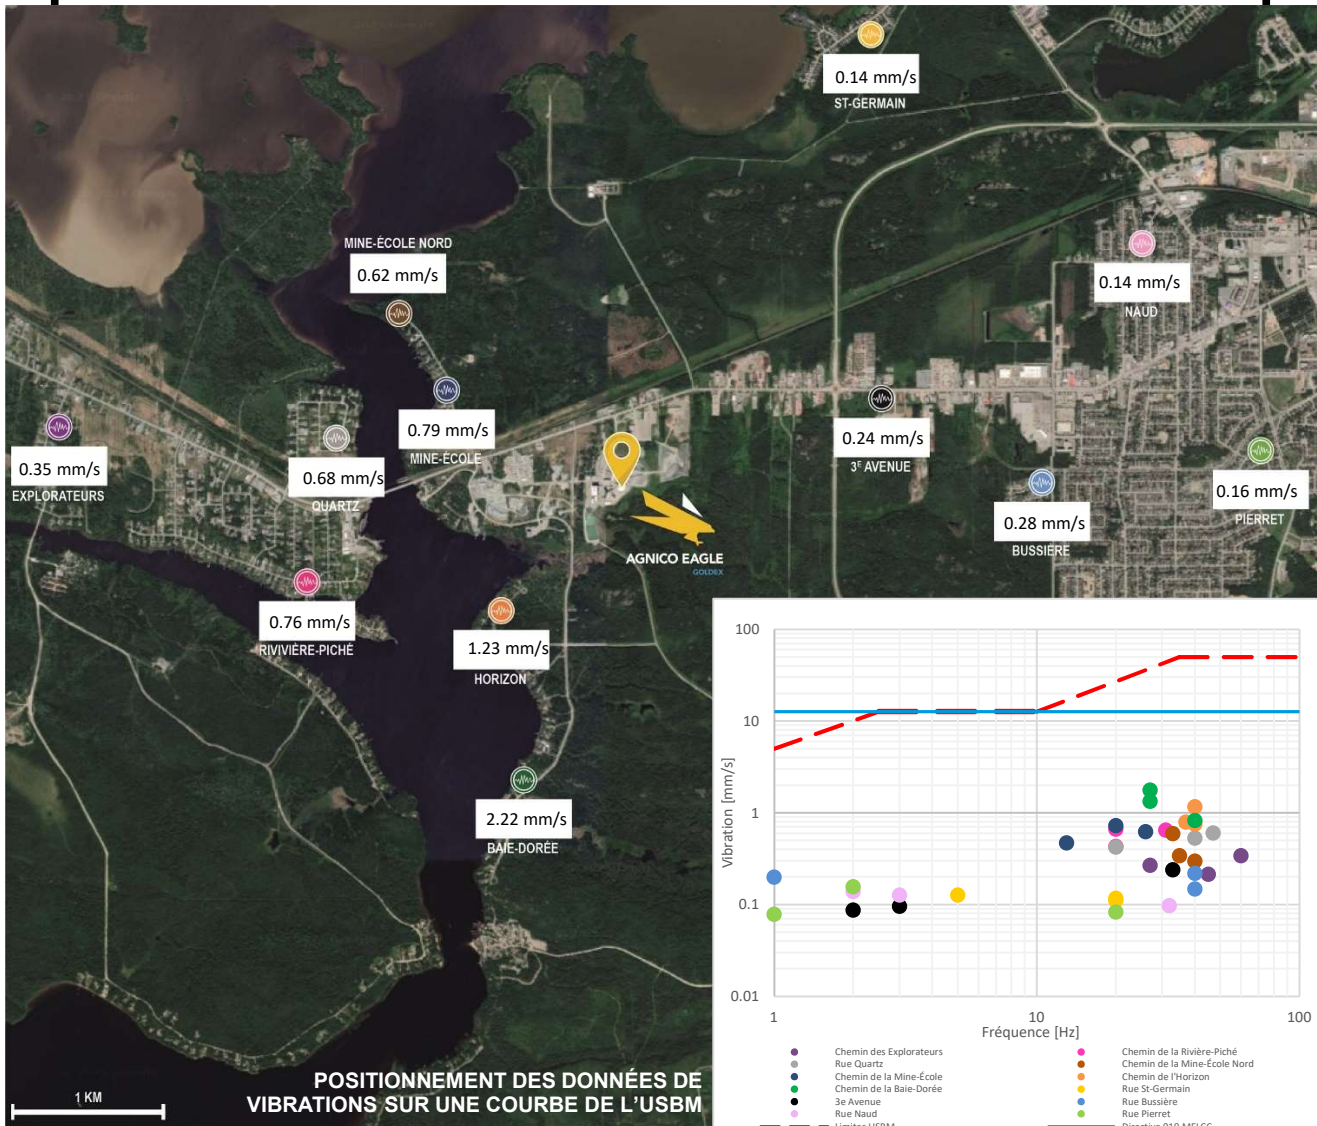 0.14 mm/s
ST-GERMAIN
MINE-ÉCOLE NORD
0.62 mm/s
0.14 mm/s
NAUD
0.79 mm/s
MINE-ÉCOLE
0.35 mm/s
EXPLORATEURS
0.68 mm/s
QUARTZ
0.24 mm/s
3E AVENUE
0.28 mm/s
BUSSIÈRE
0.16 mm/s
PIERRET
AGNICO EAGLE
GOLDEX
0.76 mm/s
RIVIVIÈRE-PICHÉ
1.23 mm/s
HORIZON
2.22 mm/s
BAIE-DORÉE
1 KM
POSITIONNEMENT DES DONNÉES DE
VIBRATIONS SUR UNE COURBE DE L'USBM
100
10
1
0.1
0.01
Vibration [mm/s]
1 10 100
Fréquence [Hz]
Chemin des Explorateurs
Chemin de la Rivière-Piché
Rue Quartz
Chemin de la Mine-École Nord
Chemin de la Mine-École
Chemin de l'Horizon
Chemin de la Baie-Dorée
Rue St-Germain
3e Avenue
Rue Bussière
Rue Naud
Rue Pierret
Limites USBM
Directive 019 MELCC